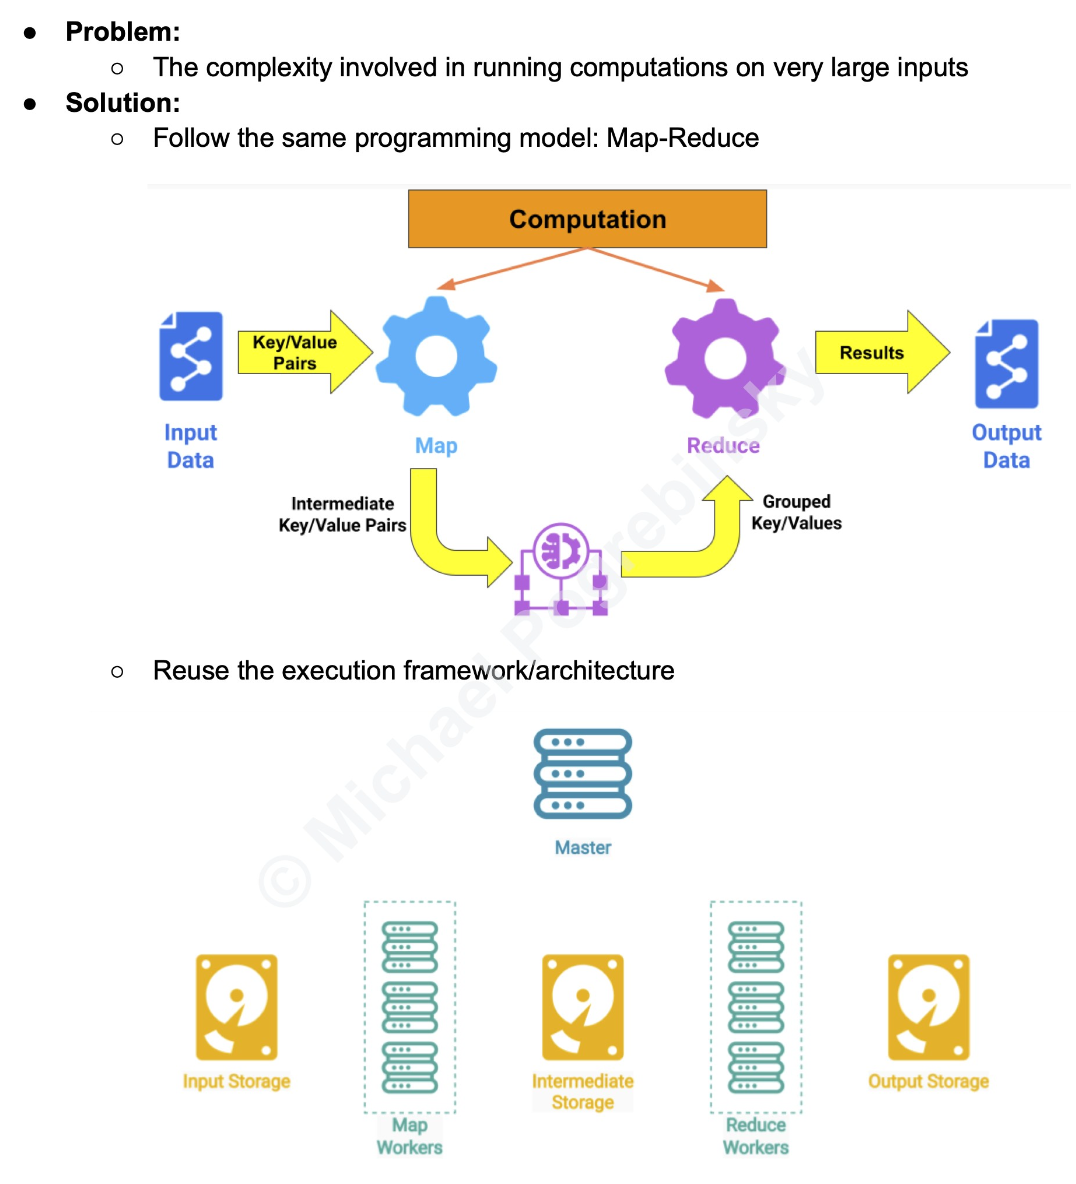 ● Problem:
○ The complexity involved in running computations on very large inputs
● Solution:
○ Follow the same programming model: Map-Reduce
Computation
Key/Value
Pairs
Results
Input
Data
Map
Reduce
Output
Data
Intermediate
Key/Value Pairs
Grouped
Key/Values
○ Reuse the execution framework/architecture
Master
Input Storage
Map
Workers
Intermediate
Storage
Reduce
Workers
Output Storage
© Michael Pogrebinsky